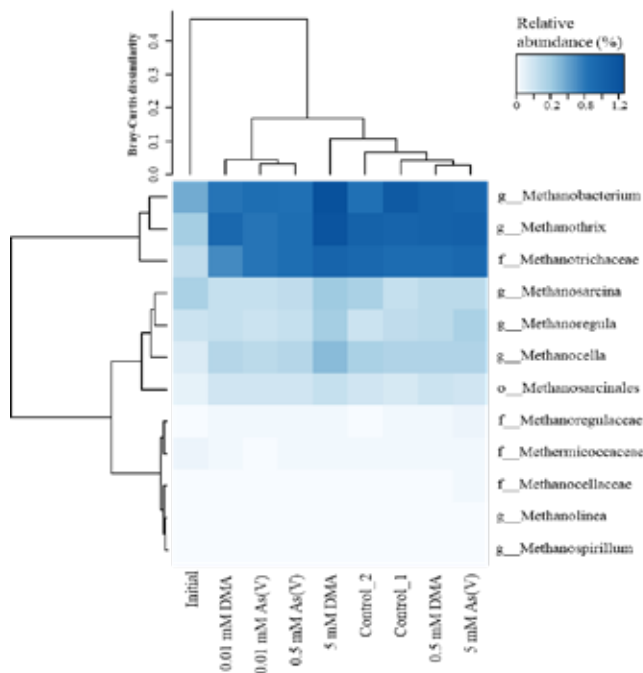 Relative
abundance (%)
0 0.2 0.8 1.2
Bray-Curtis dissimilarity
0.0 0.1 0.2 0.3 0.4
g__Methanobacterium
g__Methanothrix
f__Methanotrichaceae
g__Methanosarcina
g__Methanoregula
g__Methanocella
o__Methanosarcinales
f__Methanoregulaceae
f__Methermicoccaceae
f__Methanocellaceae
g__Methanolinea
g__Methanospirillum
Initial
0.01 mM DMA
0.01 mM As(V)
0.5 mM As(V)
5 mM DMA
Control_2
Control_1
0.5 mM DMA
5 mM As(V)